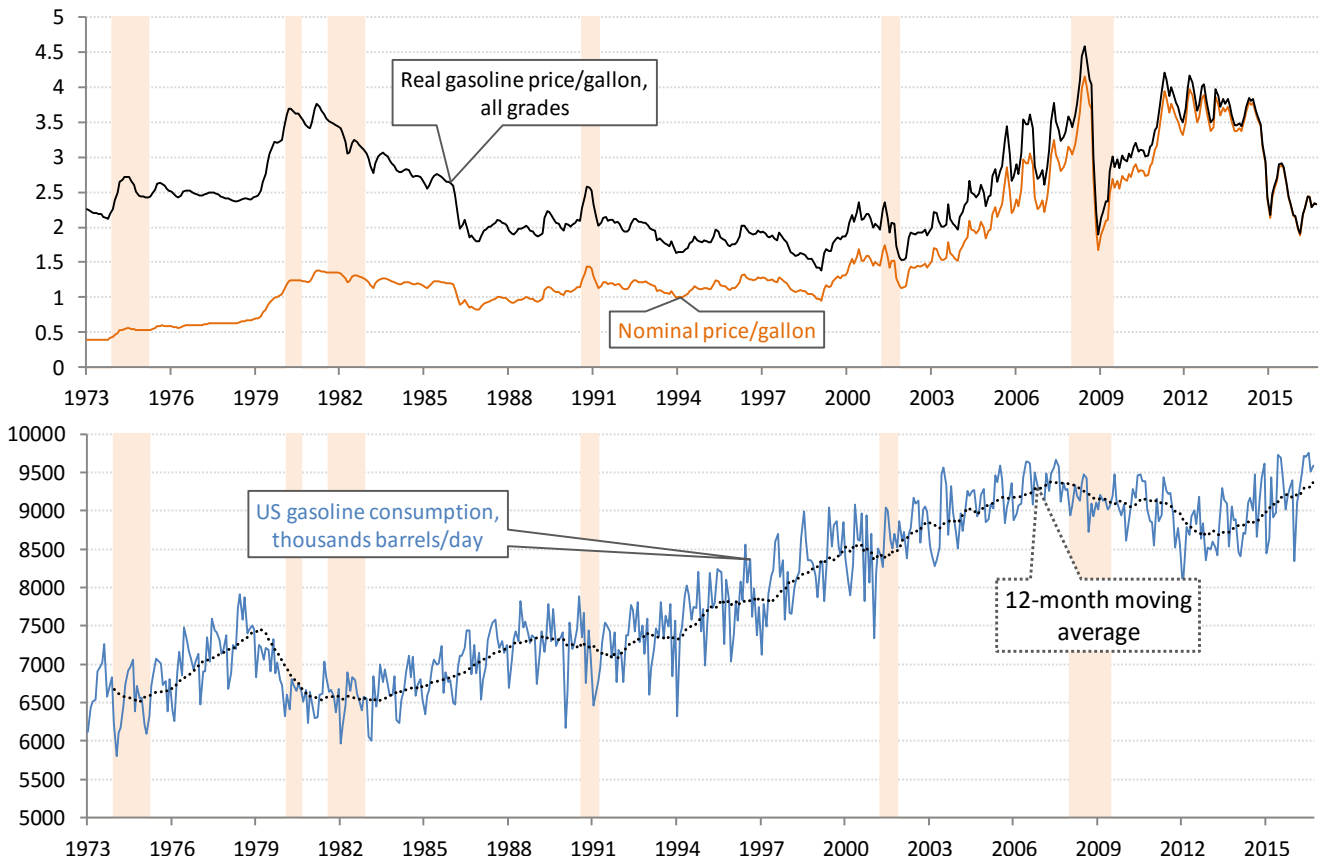 5
4.5
4
3.5
3
2.5
2
1.5
1
0.5
0
Real gasoline price/gallon,
all grades
Nominal price/gallon
1973 1976 1979 1982 1985 1988 1991 1994 1997 2000 2003 2006 2009 2012 2015
10000
9500
9000
8500
8000
7500
7000
6500
6000
5500
5000
US gasoline consumption,
thousands barrels/day
12-month moving
average
1973 1976 1979 1982 1985 1988 1991 1994 1997 2000 2003 2006 2009 2012 2015